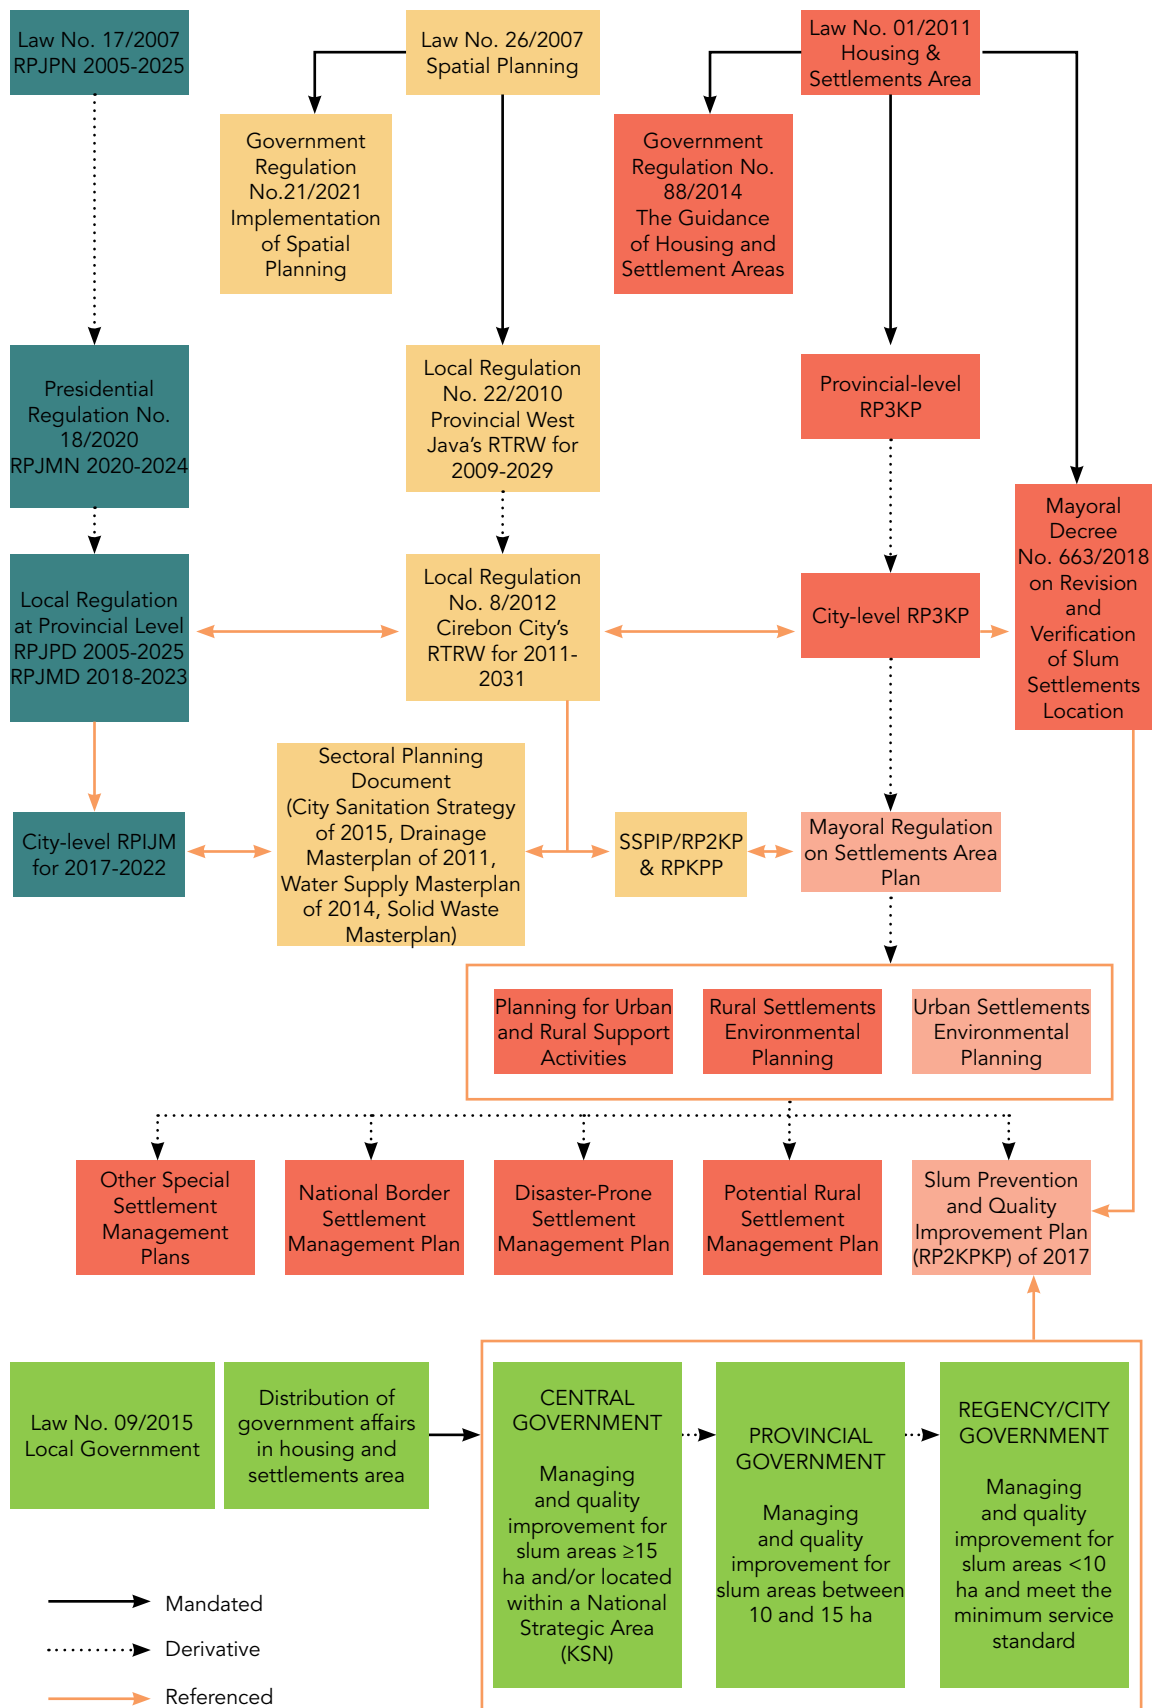 Law No. 17/2007
RPJPN 2005-2025
Law No. 26/2007
Spatial Planning
Law No. 01/2011
Housing &
Settlements Area
Government
Regulation
No.21/2021
Implementation
of Spatial
Planning
Government
Regulation No.
88/2014
The Guidance
of Housing and
Settlement Areas
Presidential
Regulation No.
18/2020
RPJMN 2020-2024
Local Regulation
No. 22/2010
Provincial West
Java's RTRW for
2009-2029
Provincial-level
RP3KP
Mayoral
Decree
No. 663/2018
on Revision
and
Verification
of Slum
Settlements
Location
Local Regulation
at Provincial Level
RPJPD 2005-2025
RPJMD 2018-2023
Local Regulation
No. 8/2012
Cirebon City's
RTRW for 2011-
2031
City-level RP3KP
City-level RPIJM
for 2017-2022
Sectoral Planning
Document
(City Sanitation Strategy
of 2015, Drainage
Masterplan of 2011,
Water Supply Masterplan
of 2014, Solid Waste
Masterplan)
SSPIP/RP2KP
& RPKPP
Mayoral Regulation
on Settlements Area
Plan
Planning for Urban
and Rural Support
Activities
Rural Settlements
Environmental
Planning
Urban Settlements
Environmental
Planning
Other Special
Settlement
Management
Plans
National Border
Settlement
Management Plan
Disaster-Prone
Settlement
Management Plan
Potential Rural
Settlement
Management Plan
Slum Prevention
and Quality
Improvement Plan
(RP2KPKP) of 2017
Law No. 09/2015
Local Government
Distribution of
government affairs
in housing and
settlements area
CENTRAL
GOVERNMENT
Managing
and quality
improvement for
slum areas ≥15
ha and/or located
within a National
Strategic Area
(KSN)
PROVINCIAL
GOVERNMENT
Managing
and quality
improvement for
slum areas between
10 and 15 ha
REGENCY/CITY
GOVERNMENT
Managing
and quality
improvement for
slum areas <10
ha and meet the
minimum service
standard
Mandated
Derivative
Referenced